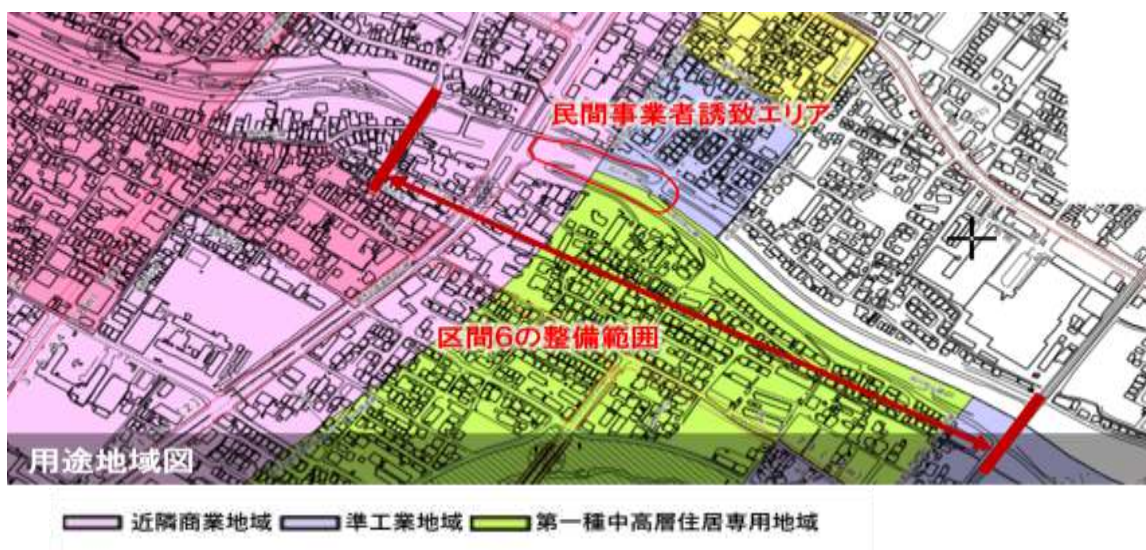 民間事業者誘致エリア
区間6の整備範囲
用途地域図
近隣商業地域 準工業地域 第一種中高層住居専用地域